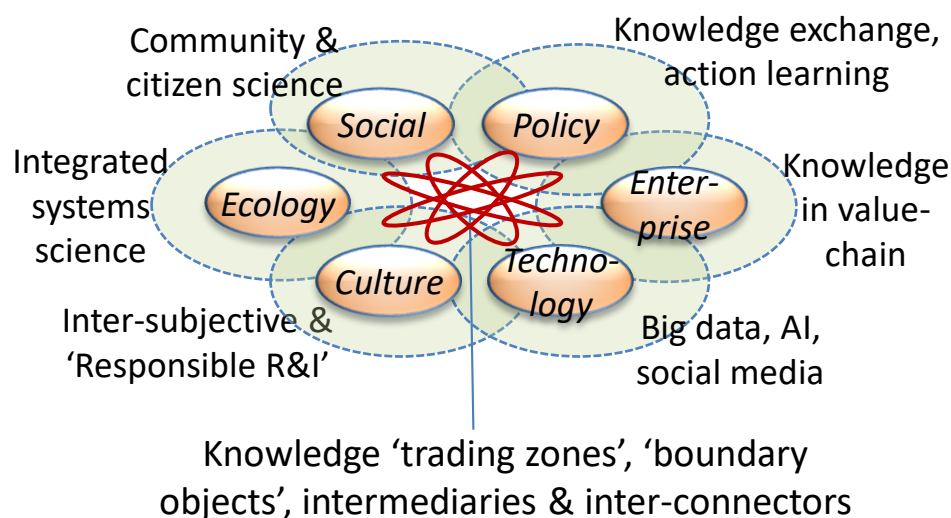 Community &
citizen science
Knowledge exchange,
action learning
Social
Policy
Integrated
systems
science
Ecology
Enter-
prise
Knowledge
in value-
chain
Culture
Techno-
logy
Inter-subjective &
‘Responsible R&I’
Big data, AI,
social media
Knowledge ‘trading zones’, ‘boundary
objects’, intermediaries & inter-connectors